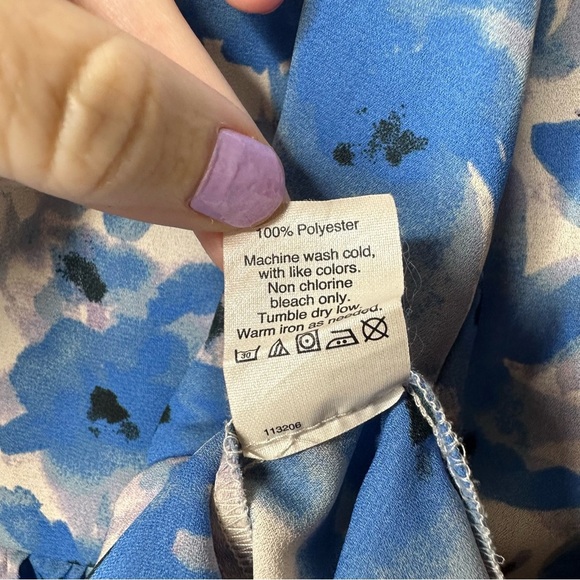 100% Polyester
Machine wash cold,
with like colors.
Non chlorine
bleach only.
Tumble dry low.
Warm iron as needed.
30
113206